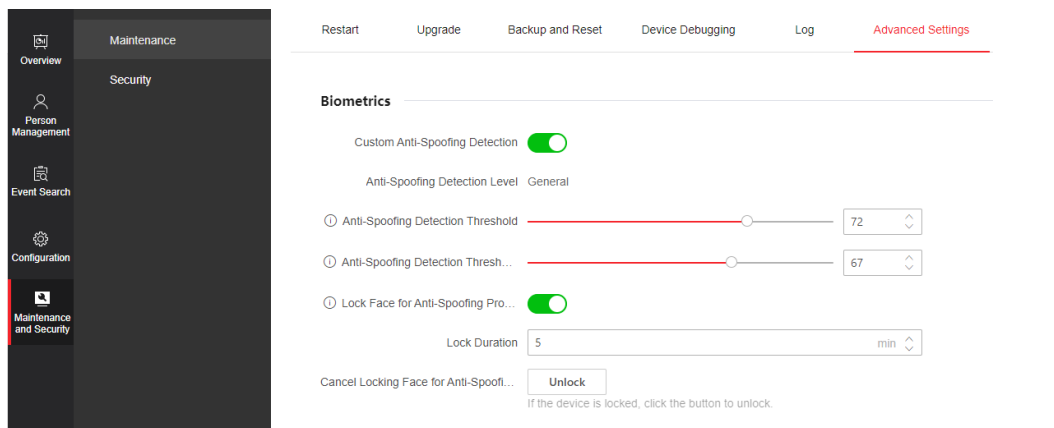 Overview
Person
Management
Event Search
Configuration
Maintenance
and Security
Maintenance
Security
Restart Upgrade Backup and Reset Device Debugging Log Advanced Settings
Biometrics
Custom Anti-Spoofing Detection
Anti-Spoofing Detection Level General
Anti-Spoofing Detection Threshold 72
Anti-Spoofing Detection Thresh... 67
Lock Face for Anti-Spoofing Pro...
Lock Duration 5 min
Cancel Locking Face for Anti-Spoofi... Unlock
If the device is locked, click the button to unlock.